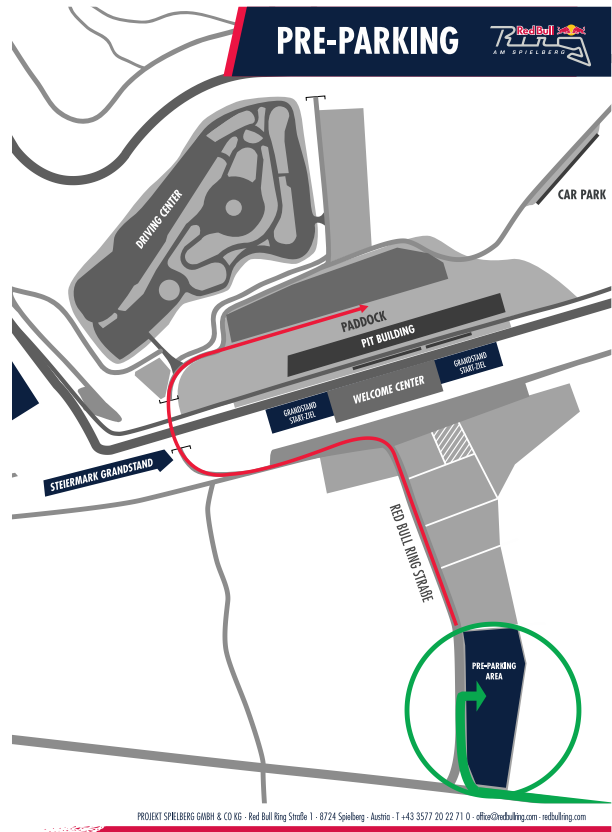 PRE-PARKING
Red Bull
Ring
AM SPIELBERG
CAR PARK
DRIVING CENTER
PADDOCK
PIT BUILDING
GRANDSTAND
START-ZIEL
WELCOME CENTER
GRANDSTAND
START-ZIEL
STEIERMARK GRANDSTAND
RED BULL RING STRAßE
PRE-PARKING
AREA
PROJEKT SPIELBERG GMBH & CO KG · Red Bull Ring Straße 1 · 8724 Spielberg · Austria · T +43 3577 20 22 71 0 · office@redbullring.com · redbullring.com